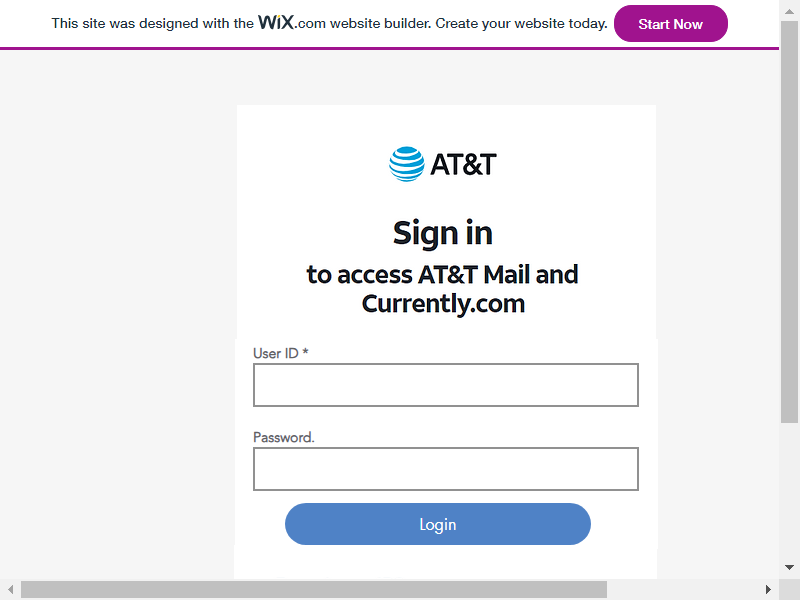 This site was designed with the WiX.com website builder. Create your website today.
Start Now
AT&T
Sign in
to access AT&T Mail and
Currently.com
User ID *
Password.
Login